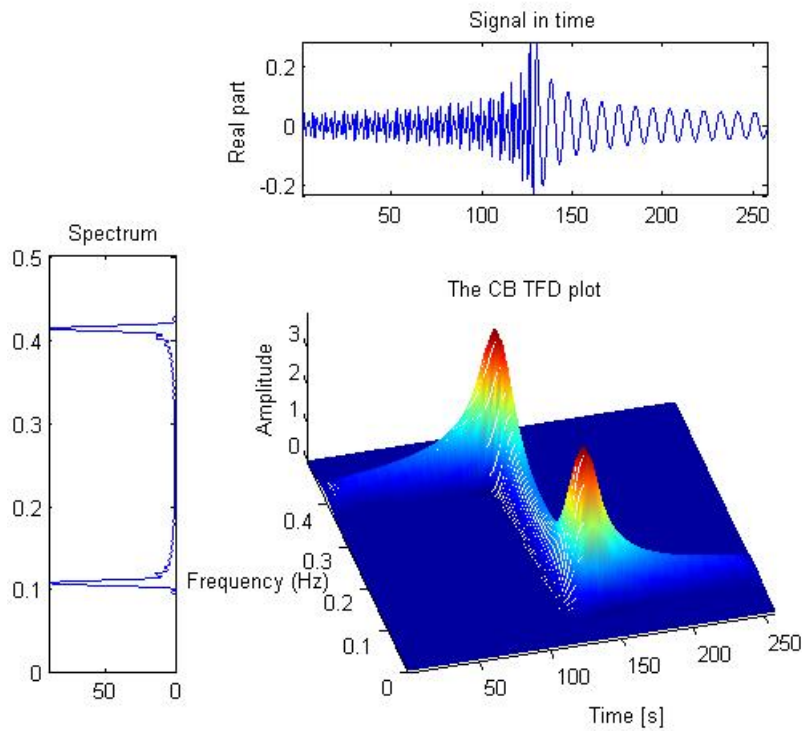 Signal in time
Real part
0.2
0
-0.2
50 100 150 200 250
Spectrum
0.5
0.4
0.3
0.2
0.1
0
50 0
The CB TFD plot
Amplitude
3
2
1
0
Frequency (Hz)
0.4
0.3
0.2
0.1
0
50 100 150 200 250
Time [s]